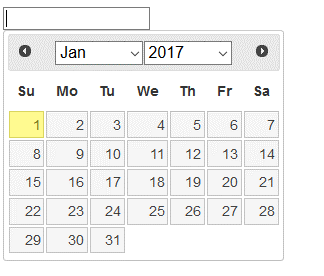 Jan 2017
Su Mo Tu We Th Fr Sa
1 2 3 4 5 6 7
8 9 10 11 12 13 14
15 16 17 18 19 20 21
22 23 24 25 26 27 28
29 30 31